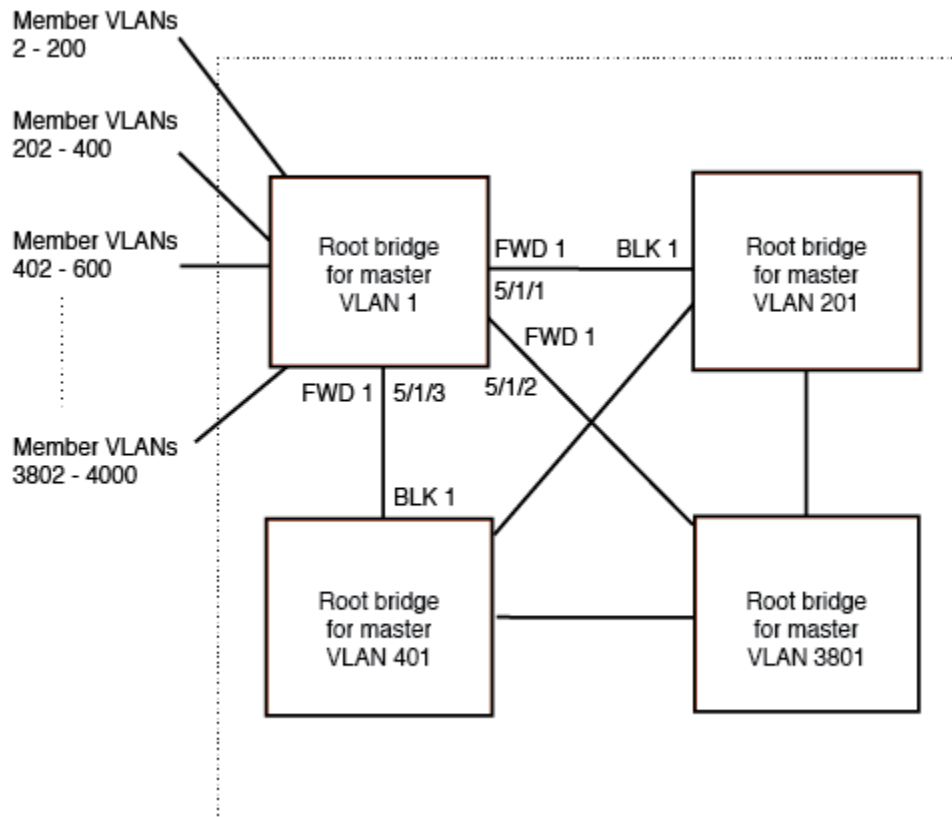 Member VLANs
2 - 200
Member VLANs
202 - 400
Member VLANs
402 - 600
Member VLANs
3802 - 4000
Root bridge
for master
VLAN 1
FWD 1
BLK 1
5/1/1
Root bridge
for master
VLAN 201
FWD 1
5/1/2
FWD 1
5/1/3
BLK 1
Root bridge
for master
VLAN 401
Root bridge
for master
VLAN 3801